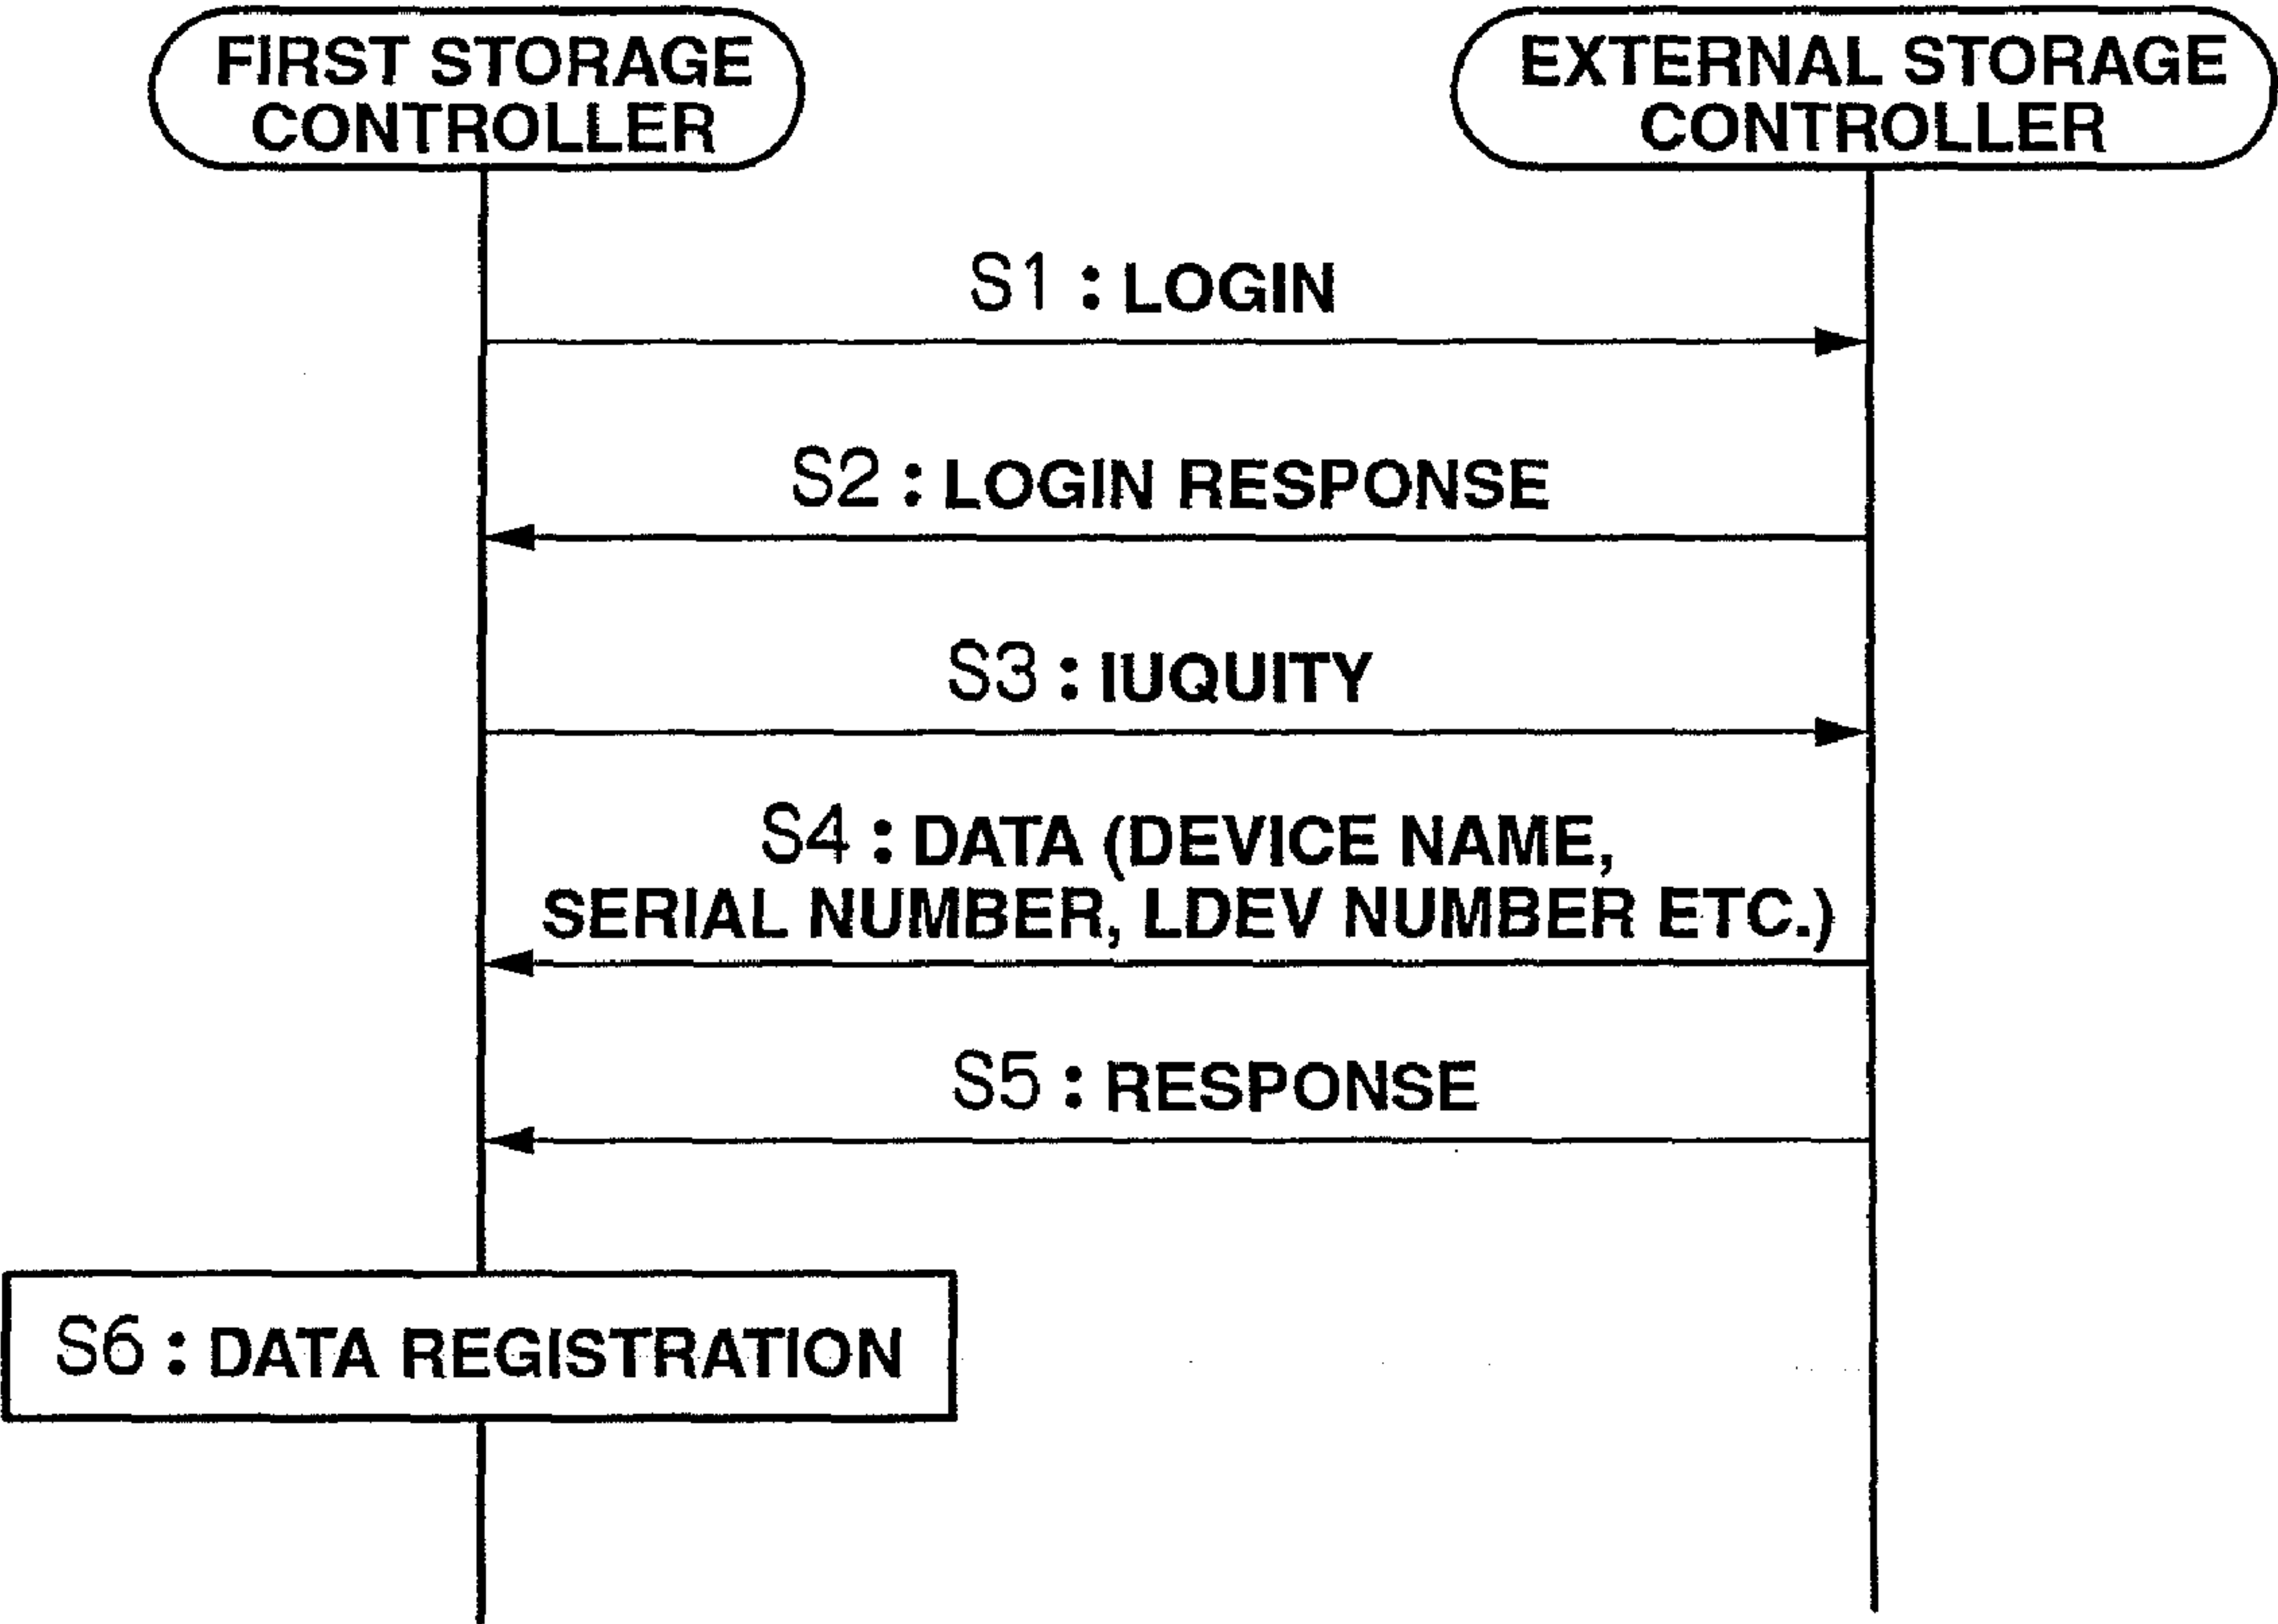 FIRST STORAGE
CONTROLLER
EXTERNAL STORAGE
CONTROLLER
S1 : LOGIN
S2 : LOGIN RESPONSE
S3 : IUQUITY
S4 : DATA (DEVICE NAME,
SERIAL NUMBER, LDEV NUMBER ETC.)
S5 : RESPONSE
S6 : DATA REGISTRATION